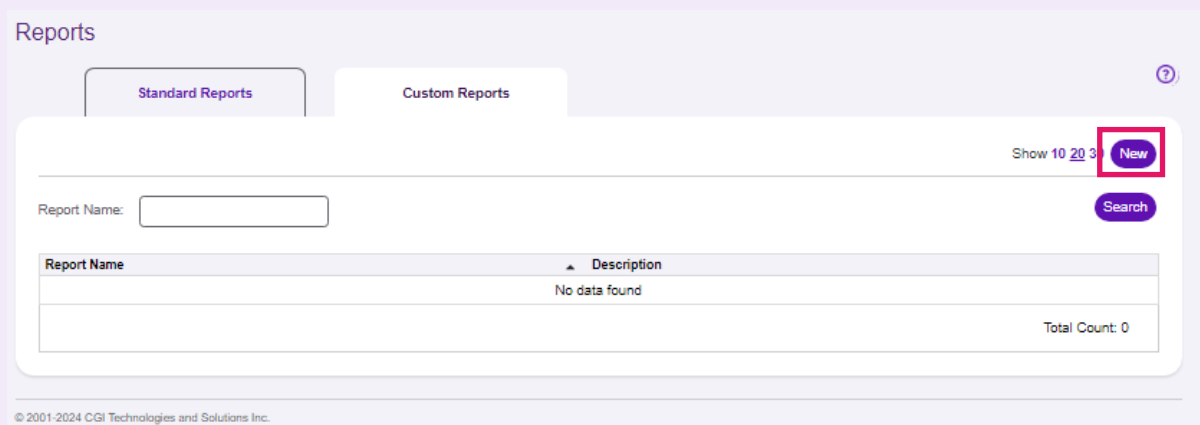 Reports
Standard Reports Custom Reports
?
Show 10 20 New
Report Name: Search
Report Name Description
No data found
Total Count: 0
© 2001-2024 CGI Technologies and Solutions Inc.